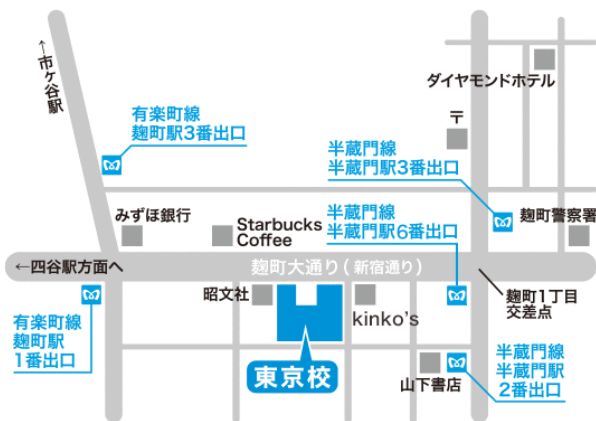 ←市ケ谷駅
ダイヤモンドホテル
有楽町線
麹町駅3番出口
〒
半蔵門線
半蔵門駅3番出口
みずほ銀行
Starbucks
Coffee
半蔵門線
半蔵門駅6番出口
麹町警察署
←四谷駅方面へ
麹町大通り(新宿通り)
昭文社
kinko's
麹町1丁目
交差点
有楽町線
麹町駅
1番出口
東京校
山下書店
半蔵門線
半蔵門駅
2番出口